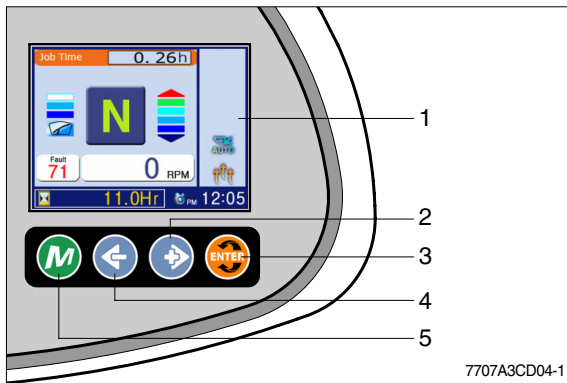 Job Time 0.26h
1
N
AUTO
Fault
71
0 RPM
11.0Hr PM 12:05
2
M ENTER
3
4
5
7707A3CD04-1